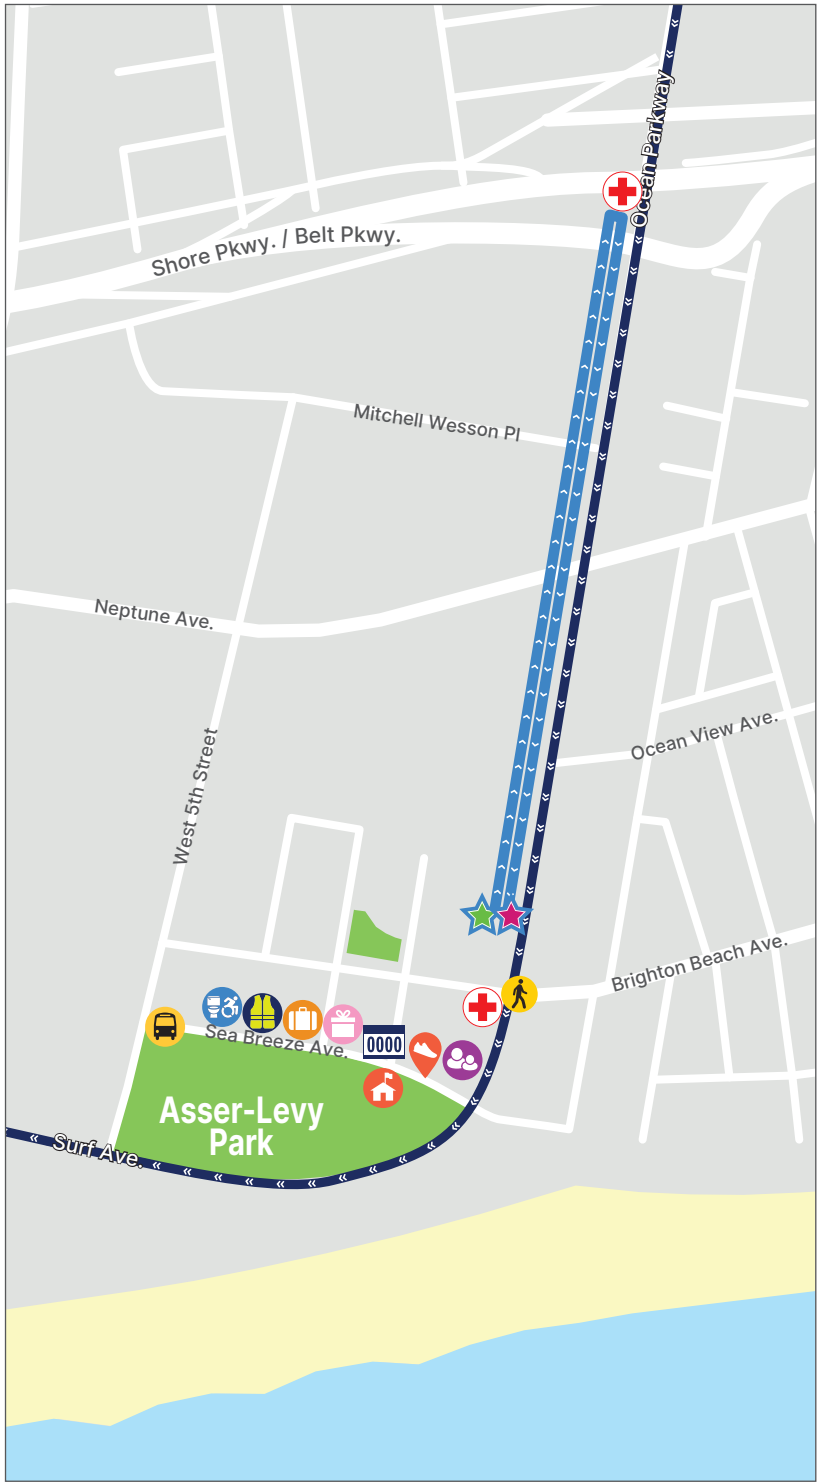 Ocean Parkway
Shore Pkwy. / Belt Pkwy.
Mitchell Wesson Pl
Neptune Ave.
Ocean View Ave.
West 5th Street
Brighton Beach Ave.
Sea Breeze Ave.
0000
Asser-Levy
Park
Surf Ave.